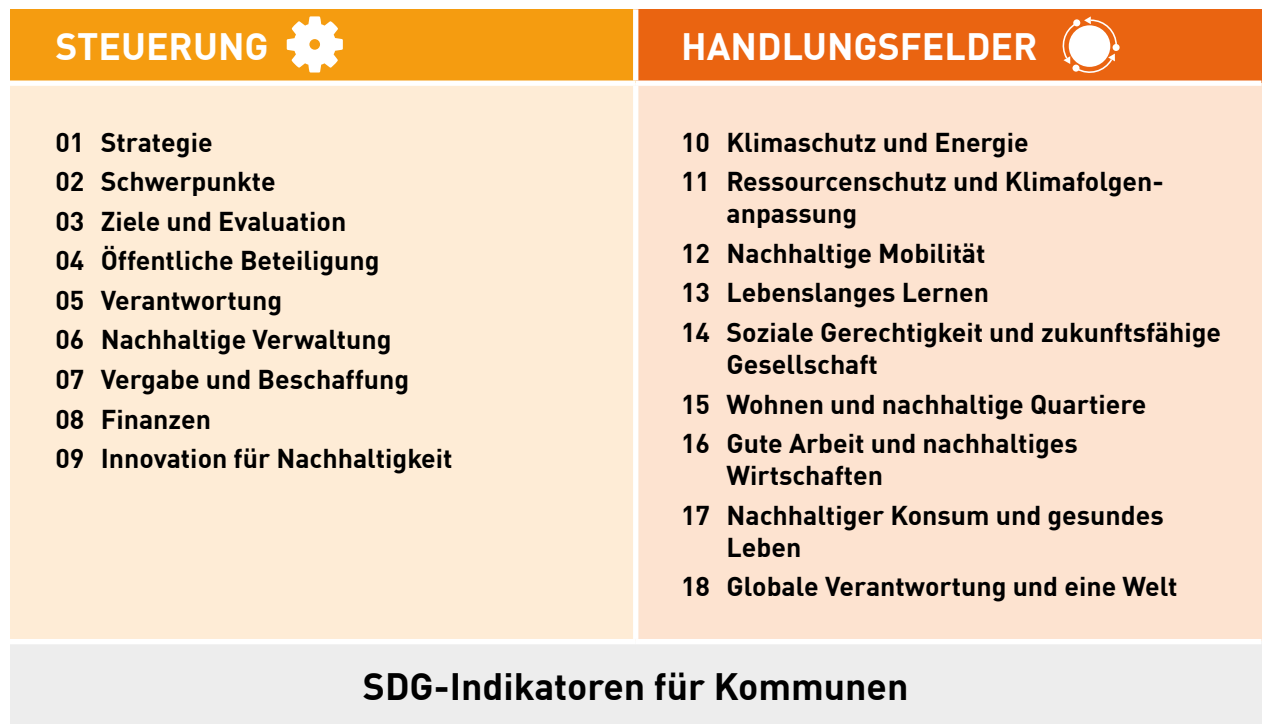 STEUERUNG
01 Strategie
02 Schwerpunkte
03 Ziele und Evaluation
04 Öffentliche Beteiligung
05 Verantwortung
06 Nachhaltige Verwaltung
07 Vergabe und Beschaffung
08 Finanzen
09 Innovation für Nachhaltigkeit
HANDLUNGSFELDER
10 Klimaschutz und Energie
11 Ressourcenschutz und Klimafolgen-
anpassung
12 Nachhaltige Mobilität
13 Lebenslanges Lernen
14 Soziale Gerechtigkeit und zukunftsfähige
Gesellschaft
15 Wohnen und nachhaltige Quartiere
16 Gute Arbeit und nachhaltiges
Wirtschaften
17 Nachhaltiger Konsum und gesundes
Leben
18 Globale Verantwortung und eine Welt
SDG-Indikatoren für Kommunen